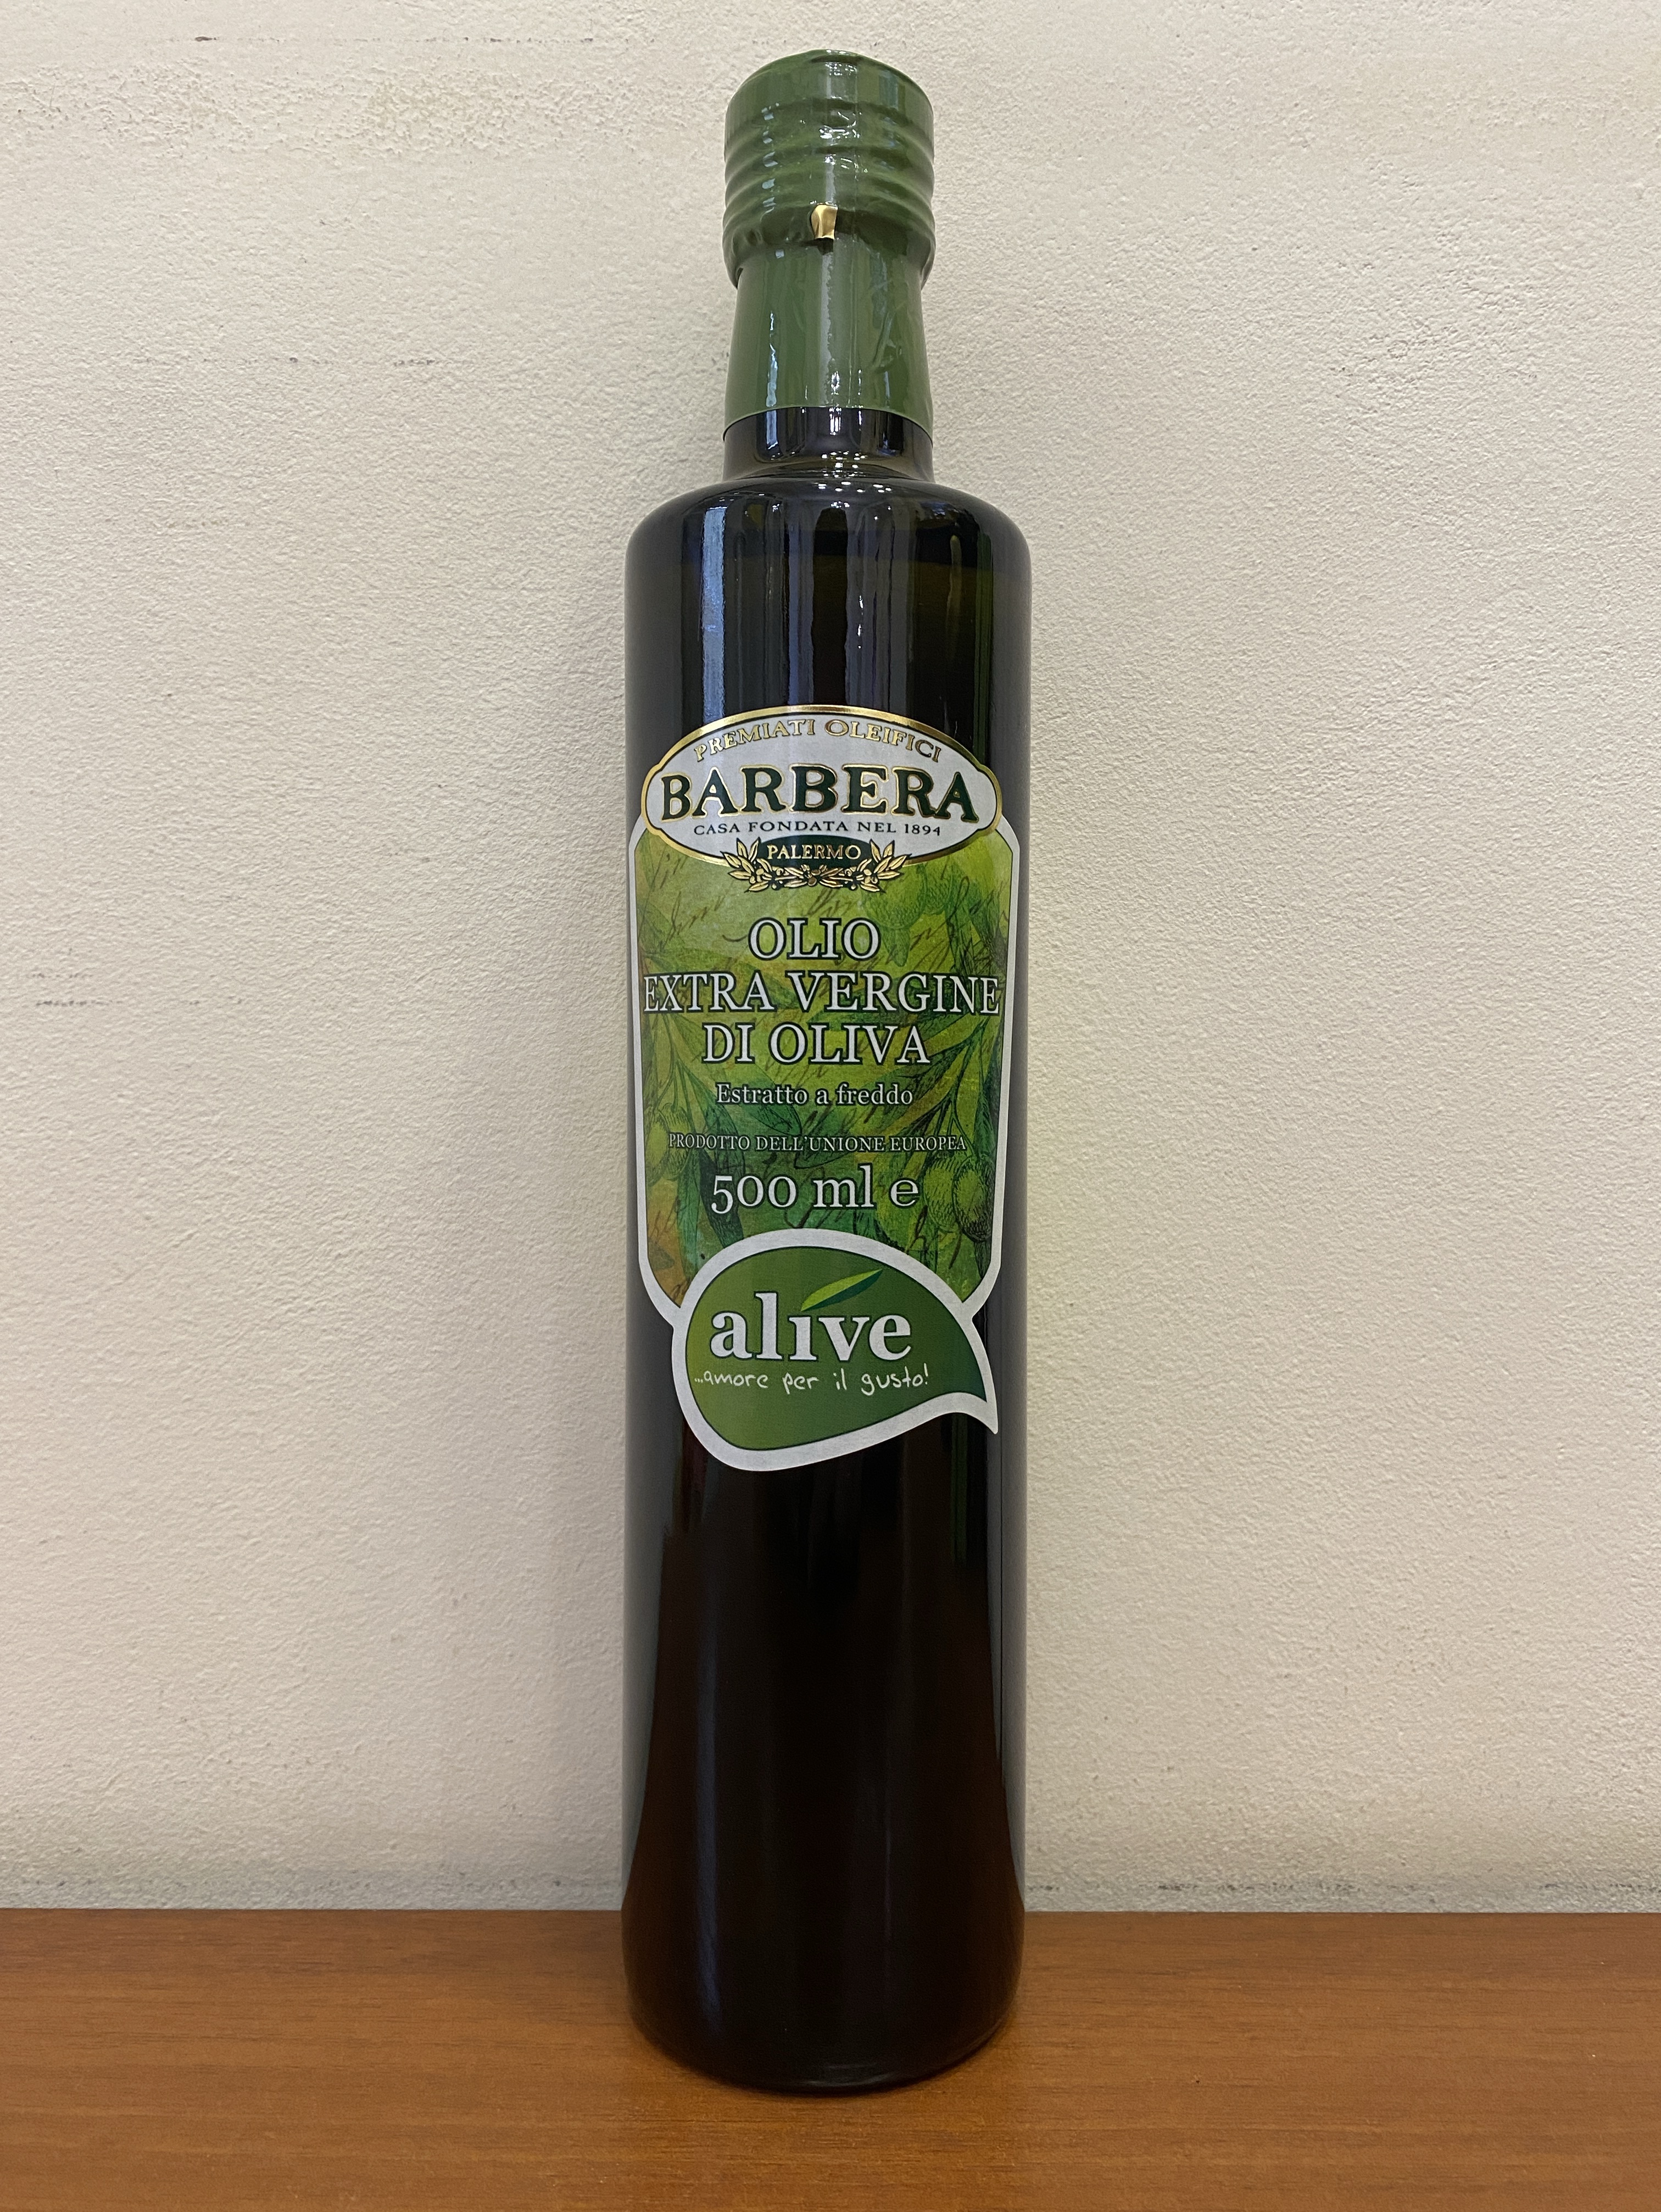 PREMIATI OLEIFICI
BARBERA
CASA FONDATA NEL 1894
PALERMO
OLIO
EXTRA VERGINE
DI OLIVA
Estratto a freddo
PRODOTTO DELL'UNIONE EUROPEA
500 ml e
alive
...amore per il gusto!